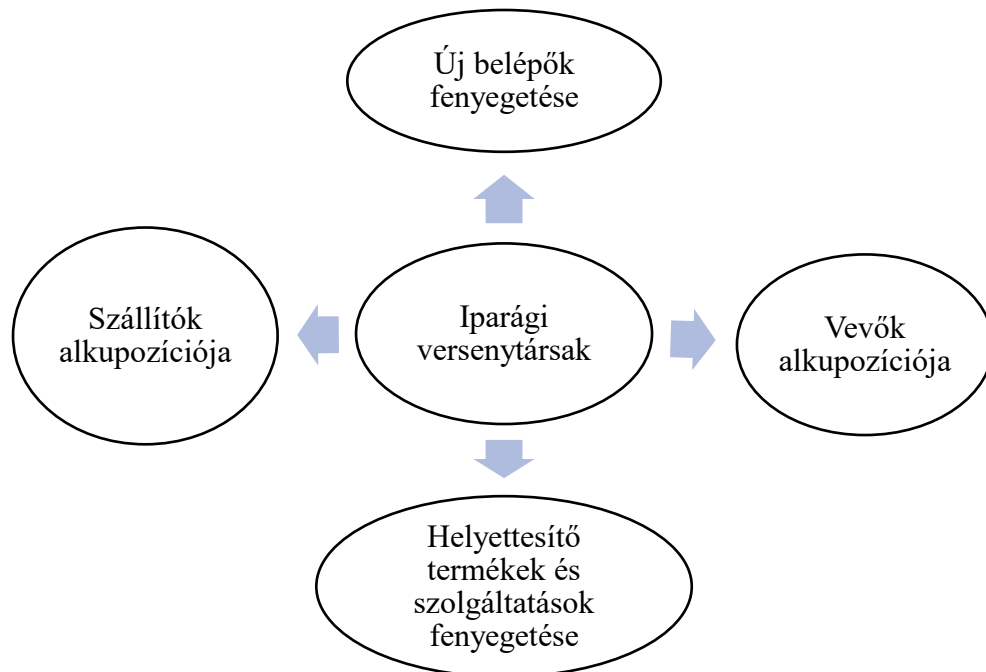 Új belépők
fenyegetése
Szállítók
alkupozíciója
Iparági
versenytársak
Vevők
alkupozíciója
Helyettesítő
termékek és
szolgáltatások
fenyegetése